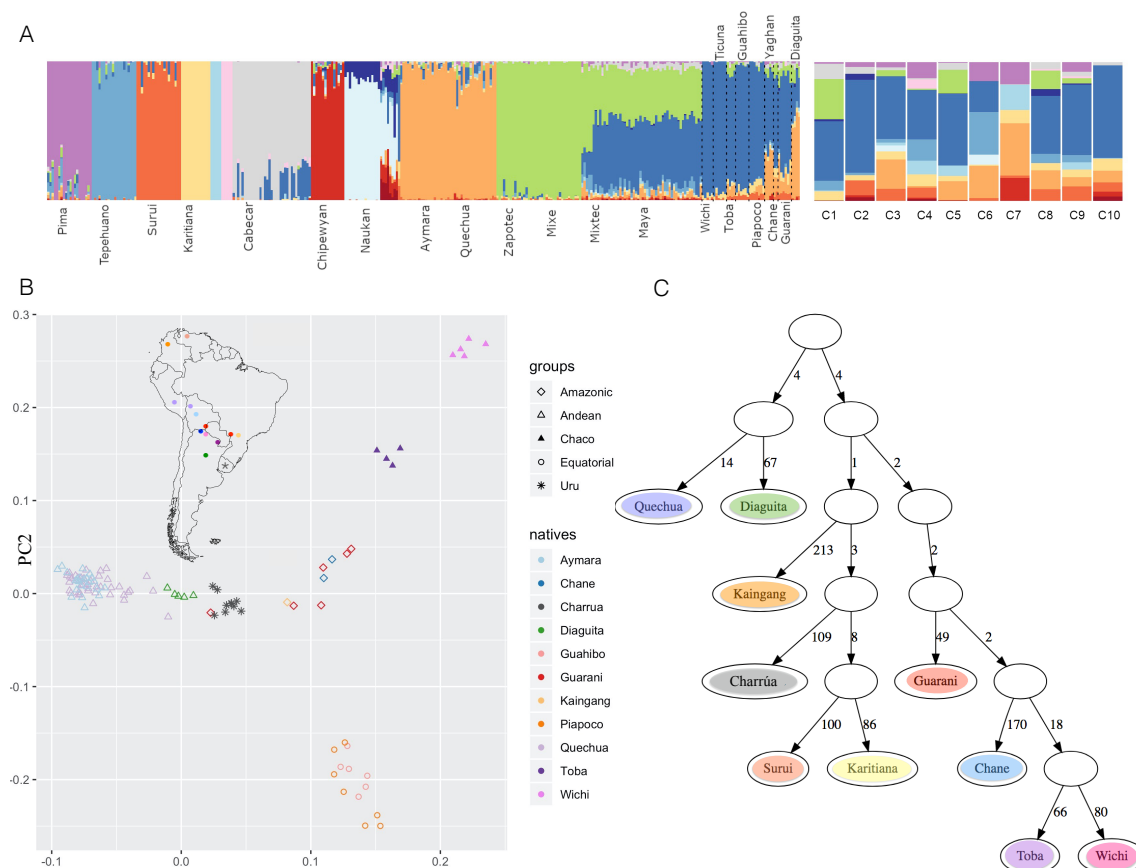 A
Ticuna
Guahibo
Yaghan
Diaguita
Pima
Tepehuano
Surui
Karitiana
Cabecar
Chipewyan
Naukan
Aymara
Quechua
Zapotec
Mixe
Mixtec
Maya
Wichi
Toba
Piapoco
Chane
Guarani
C1 C2 C3 C4 C5 C6 C7 C8 C9 C10
B
PC2
0.3
0.2
0.1
0.0
-0.1
-0.2
-0.1 0.0 0.1 0.2
groups
Amazonic
Andean
Chaco
Equatorial
Uru
natives
Aymara
Chane
Charrua
Diaguita
Guahibo
Guarani
Kaingang
Piapoco
Quechua
Toba
Wichi
C
4 4
14 67 1 2
Quechua Diaguita
213 3 2
Kaingang
109 8 49 2
Charrúa Guarani
100 86 170 18
Surui Karitiana Chane
66 80
Toba Wichi